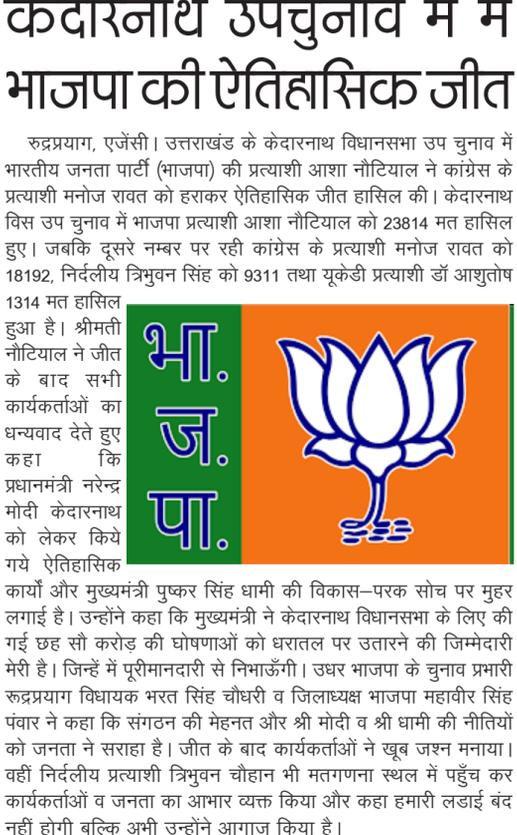 केदारनाथ उपचुनाव में में
भाजपा की ऐतिहासिक जीत
रुद्रप्रयाग, एजेंसी। उत्तराखंड के केदारनाथ विधानसभा उप चुनाव में
भारतीय जनता पार्टी (भाजपा) की प्रत्याशी आशा नौटियाल ने कांग्रेस के
प्रत्याशी मनोज रावत को हराकर ऐतिहासिक जीत हासिल की। केदारनाथ
विस उप चुनाव में भाजपा प्रत्याशी आशा नौटियाल को 23814 मत हासिल
हुए। जबकि दूसरे नम्बर पर रही कांग्रेस के प्रत्याशी मनोज रावत को
18192, निर्दलीय त्रिभुवन सिंह को 9311 तथा यूकेडी प्रत्याशी डॉ आशुतोष
1314 मत हासिल
हुआ है। श्रीमती
नौटियाल ने जीत
के बाद सभी
कार्यकर्ताओं का
धन्यवाद देते हुए
कहा कि
प्रधानमंत्री नरेन्द्र
मोदी केदारनाथ
को लेकर किये
गये ऐतिहासिक
भा.
ज.
पा.
कार्यों और मुख्यमंत्री पुष्कर सिंह धामी की विकास–परक सोच पर मुहर
लगाई है। उन्होंने कहा कि मुख्यमंत्री ने केदारनाथ विधानसभा के लिए की
गई छह सौ करोड़ की घोषणाओं को धरातल पर उतारने की जिम्मेदारी
मेरी है। जिन्हें में पूरीमानदारी से निभाऊँगी। उधर भाजपा के चुनाव प्रभारी
रूद्रप्रयाग विधायक भरत सिंह चौधरी व जिलाध्यक्ष भाजपा महावीर सिंह
पंवार ने कहा कि संगठन की मेहनत और श्री मोदी व श्री धामी की नीतियों
को जनता ने सराहा है। जीत के बाद कार्यकर्ताओं ने खूब जश्न मनाया।
वहीं निर्दलीय प्रत्याशी त्रिभुवन चौहान भी मतगणना स्थल में पहुँच कर
कार्यकर्ताओं व जनता का आभार व्यक्त किया और कहा हमारी लडाई बंद
नहीं होगी बल्कि अभी उन्होंने आगाज किया है।